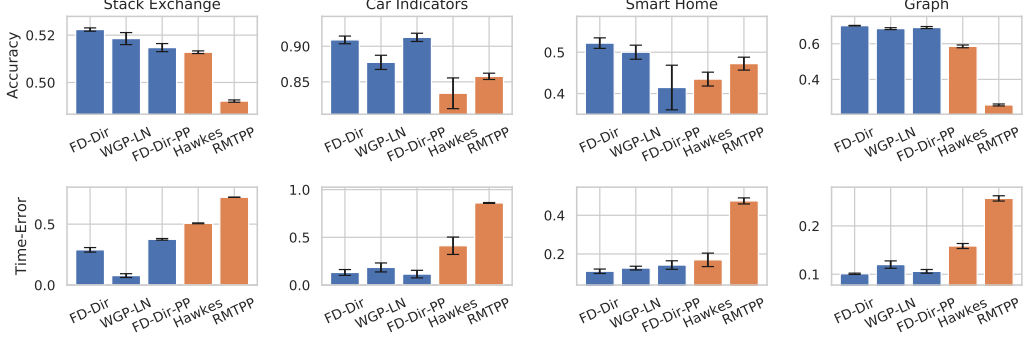 Stack Exchange
Car Indicators
Smart Home
Graph
Accuracy
0.52
0.50
0.90
0.85
0.5
0.4
0.6
0.4
FD-Dir
WGP-LN
FD-Dir-PP
Hawkes
RMTPP
FD-Dir
WGP-LN
FD-Dir-PP
Hawkes
RMTPP
FD-Dir
WGP-LN
FD-Dir-PP
Hawkes
RMTPP
FD-Dir
WGP-LN
FD-Dir-PP
Hawkes
RMTPP
Time-Error
0.5
0.0
1.0
0.5
0.0
0.4
0.2
0.2
0.1
FD-Dir
WGP-LN
FD-Dir-PP
Hawkes
RMTPP
FD-Dir
WGP-LN
FD-Dir-PP
Hawkes
RMTPP
FD-Dir
WGP-LN
FD-Dir-PP
Hawkes
RMTPP
FD-Dir
WGP-LN
FD-Dir-PP
Hawkes
RMTPP